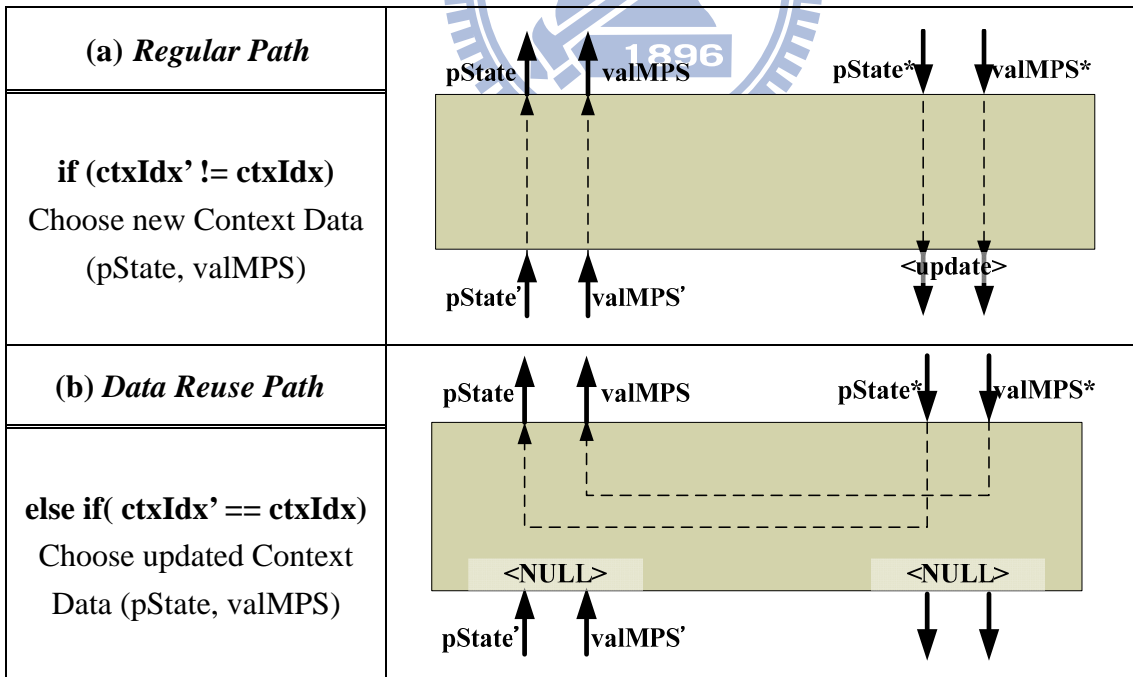 (a) Regular Path
if (ctxIdx’ != ctxIdx)
Choose new Context Data
(pState, valMPS)
1896
pState
valMPS
pState*
valMPS*
<update>
pState’
valMPS’
(b) Data Reuse Path
else if( ctxIdx’ == ctxIdx)
Choose updated Context
Data (pState, valMPS)
pState
valMPS
pState*
valMPS*
<NULL>
<NULL>
pState’
valMPS’